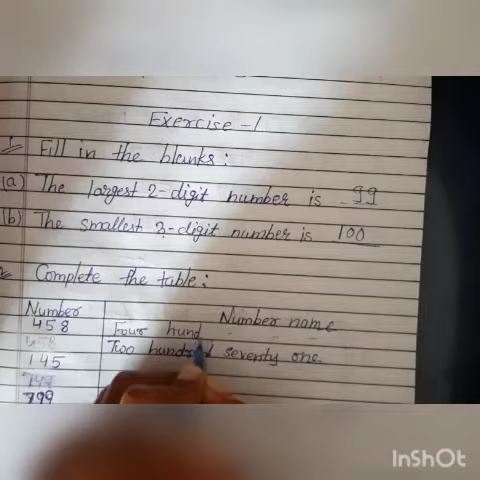 Exercise -1
1. Fill in the blanks :
(a) The largest 2-digit number is 99
(b) The smallest 3-digit number is 100
Complete the table :
Number Number name
458 Four hund
Two hundred seventy one.
145
799
InShOt